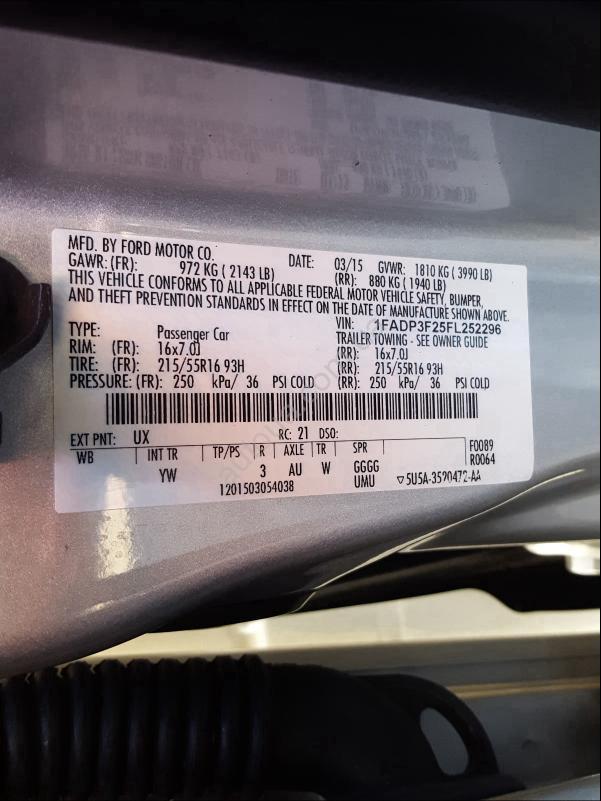 MFD. BY FORD MOTOR CO. DATE: 03/15 GVWR: 1810 KG ( 3990 LB)
GAWR: (FR): 972 KG ( 2143 LB) (RR): 880 KG ( 1940 LB)
THIS VEHICLE CONFORMS TO ALL APPLICABLE FEDERAL MOTOR VEHICLE SAFETY, BUMPER,
AND THEFT PREVENTION STANDARDS IN EFFECT ON THE DATE OF MANUFACTURE SHOWN ABOVE.
VIN: 1FADP3F25FL252296
TYPE: Passenger Car TRAILER TOWING - SEE OWNER GUIDE
RIM: (FR): 16x7.0J (RR): 16x7.0J
TIRE: (FR): 215/55R16 93H (RR): 215/55R16 93H
PRESSURE: (FR): 250 kPa/ 36 PSI COLD (RR): 250 kPa/ 36 PSI COLD
EXT PNT: UX RC: 21 DSO:
WB INT TR TP/PS R AXLE TR SPR F0089
YW 3 AU W GGGG R0064
1201503054038 UMU ▽5U5A-3520472-AA